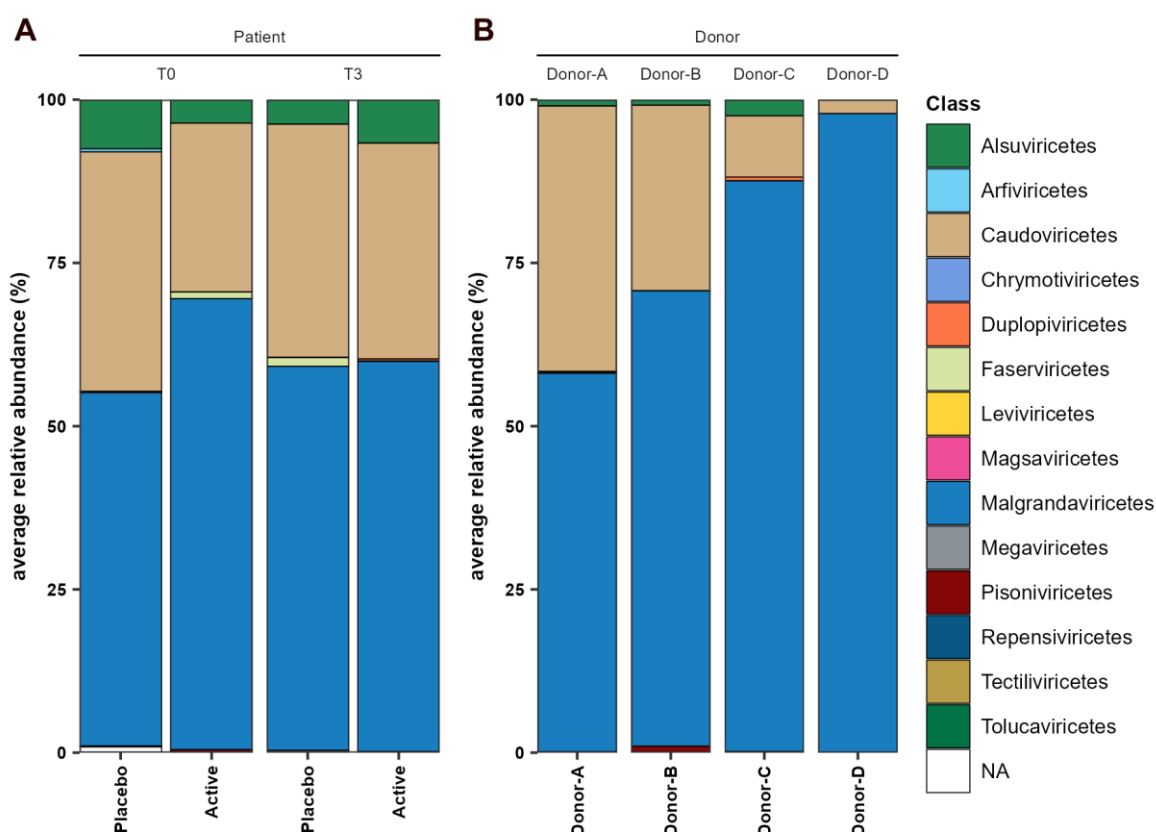 A
Patient
T0 T3
average relative abundance (%)
100
75
50
25
0
Placebo
Active
Placebo
Active
B
Donor
Donor-A Donor-B Donor-C Donor-D
average relative abundance (%)
100
75
50
25
0
Donor-A
Donor-B
Donor-C
Donor-D
Class
Alsuviricetes
Arfiviricetes
Caudoviricetes
Chrymotiviricetes
Duplopiviricetes
Faserviricetes
Leviviricetes
Magsaviricetes
Malgrandaviricetes
Megaviricetes
Pisoniviricetes
Repensiviricetes
Tectiliviricetes
Tolucaviricetes
NA